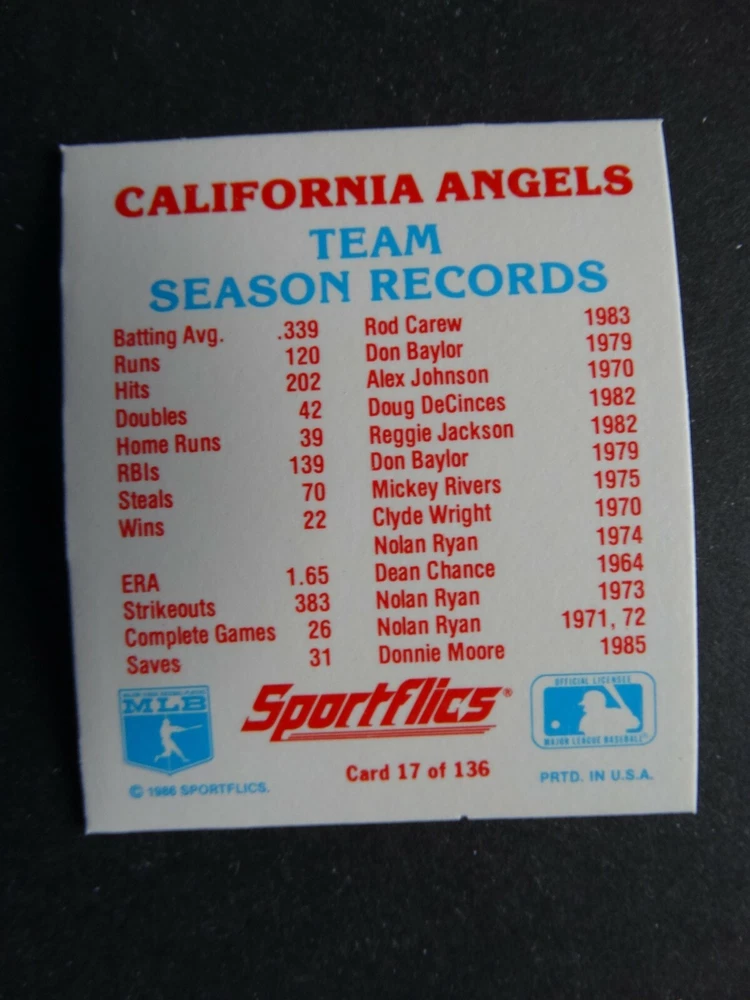 CALIFORNIA ANGELS
TEAM
SEASON RECORDS
Batting Avg. .339 Rod Carew 1983
Runs 120 Don Baylor 1979
Hits 202 Alex Johnson 1970
Doubles 42 Doug DeCinces 1982
Home Runs 39 Reggie Jackson 1982
RBIs 139 Don Baylor 1979
Steals 70 Mickey Rivers 1975
Wins 22 Clyde Wright 1970
Nolan Ryan 1974
ERA 1.65 Dean Chance 1964
Strikeouts 383 Nolan Ryan 1973
Complete Games 26 Nolan Ryan 1971, 72
Saves 31 Donnie Moore 1985
MLB
Sportflics®
OFFICIAL LICENSEE
MAJOR LEAGUE BASEBALL
Card 17 of 136
© 1986 SPORTFLICS.
PRTD. IN U.S.A.